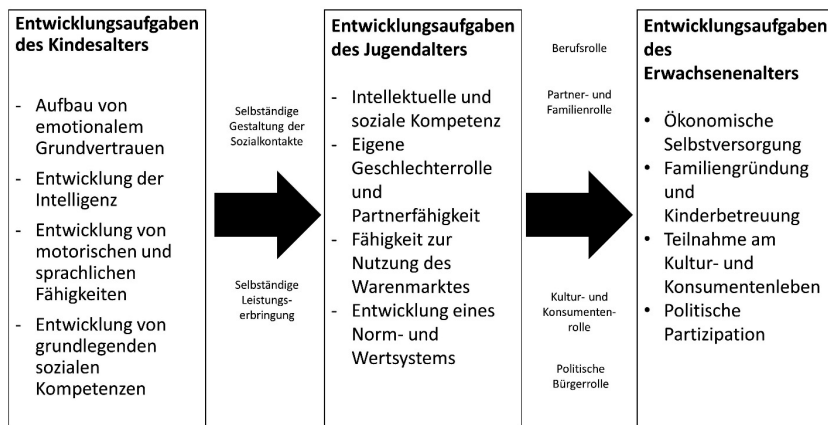 Entwicklungsaufgaben
des Kindesalters
- Aufbau von
emotionalem
Grundvertrauen
- Entwicklung der
Intelligenz
- Entwicklung von
motorischen und
sprachlichen
Fähigkeiten
- Entwicklung von
grundlegenden
sozialen
Kompetenzen
Selbständige
Gestaltung der
Sozialkontakte
Selbständige
Leistungs-
erbringung
Entwicklungsaufgaben
des Jugendalters
- Intellektuelle und
soziale Kompetenz
- Eigene
Geschlechterrolle
und
Partnerfähigkeit
- Fähigkeit zur
Nutzung des
Warenmarktes
- Entwicklung eines
Norm- und
Wertsystems
Berufsrolle
Partner- und
Familienrolle
Kultur- und
Konsumenten-
rolle
Politische
Bürgerrolle
Entwicklungsaufgaben
des
Erwachsenenalters
• Ökonomische
Selbstversorgung
• Familiengründung
und
Kinderbetreuung
• Teilnahme am
Kultur- und
Konsumentenleben
• Politische
Partizipation